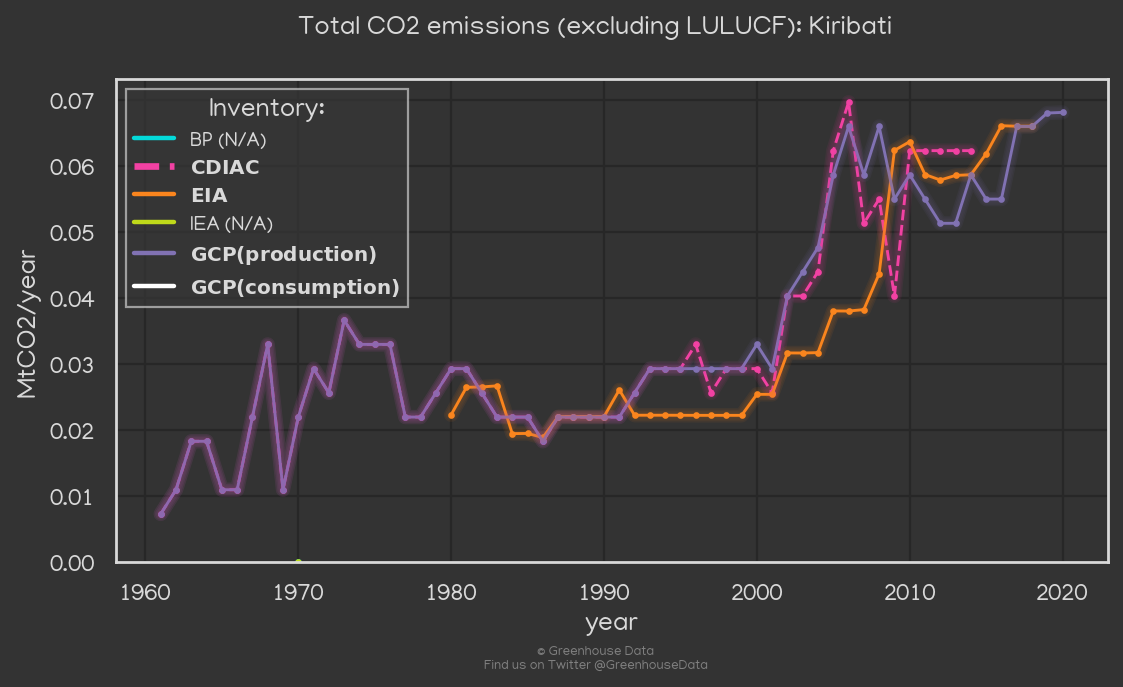 Total CO2 emissions (excluding LULUCF): Kiribati
0.07
0.06
0.05
0.04
0.03
0.02
0.01
0.00
MtCO2/year
Inventory:
BP (N/A)
CDIAC
EIA
IEA (N/A)
GCP(production)
GCP(consumption)
1960 1970 1980 1990 2000 2010 2020
year
© Greenhouse Data
Find us on Twitter @GreenhouseData